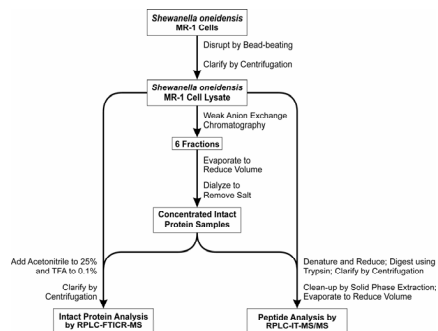 Shewanella oneidensis
MR-1 Cells
Disrupt by Bead-beating
Clarify by Centrifugation
Shewanella oneidensis
MR-1 Cell Lysate
Weak Anion Exchange
Chromatography
6 Fractions
Evaporate to
Reduce Volume
Dialyze to
Remove Salt
Concentrated Intact
Protein Samples
Add Acetonitrile to 25%
and TFA to 0.1%
Clarify by
Centrifugation
Denature and Reduce; Digest using
Trypsin; Clarify by Centrifugation
Clean-up by Solid Phase Extraction;
Evaporate to Reduce Volume
Intact Protein Analysis
by RPLC-FTICR-MS
Peptide Analysis by
RPLC-IT-MS/MS